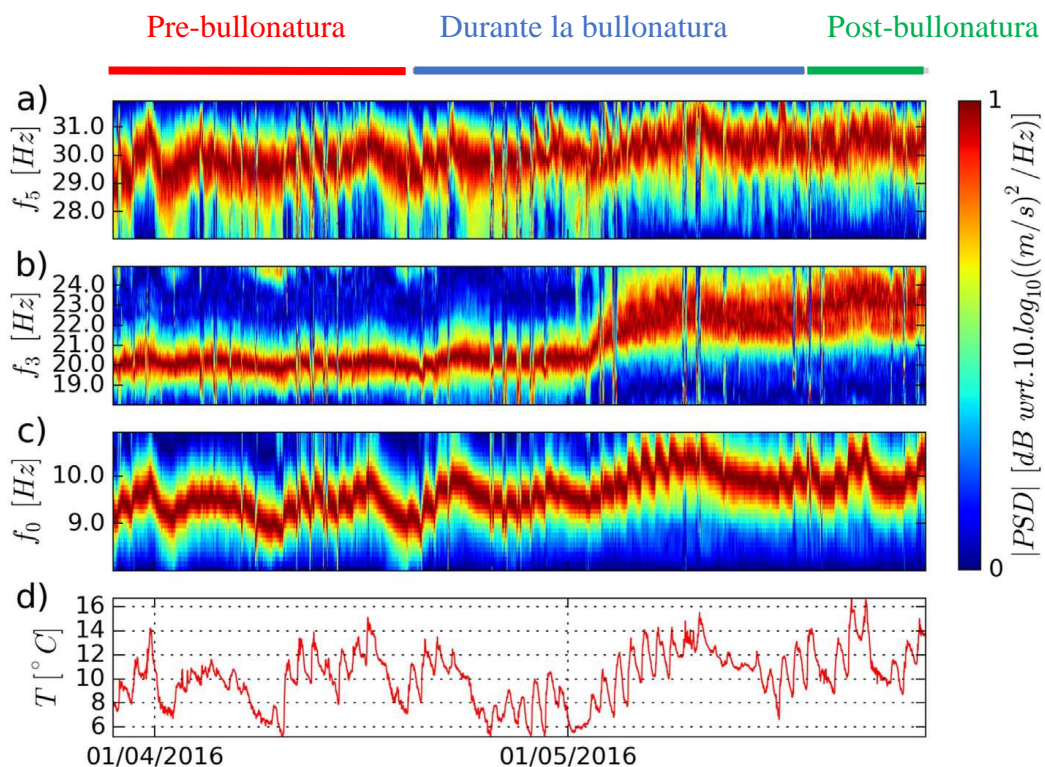 Pre-bullonatura Durante la bullonatura Post-bullonatura
a)
31.0
30.0
29.0
28.0
f₅ [Hz]
b)
24.0
23.0
22.0
21.0
20.0
19.0
f₃ [Hz]
c)
10.0
9.0
f₀ [Hz]
d)
16
14
12
10
8
6
T [°C]
01/04/2016 01/05/2016
1
0
|PSD| [dB wrt.10.log₁₀((m/s)²/Hz)]